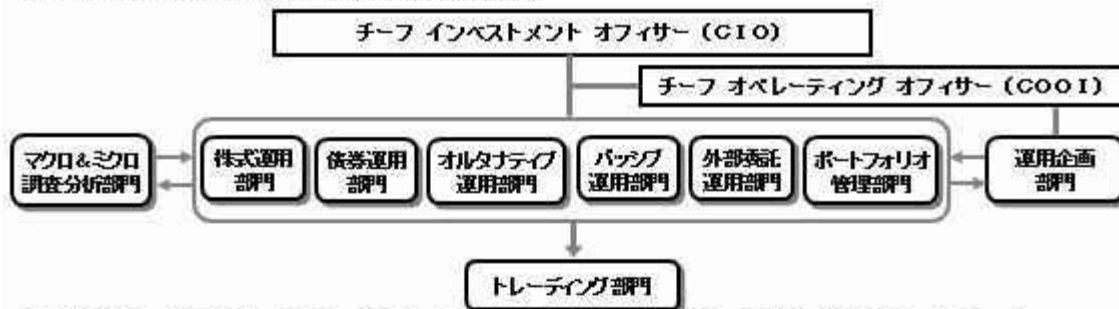 チーフ インベストメント オフィサー (CIO)
チーフ オペレーティング オフィサー (COOI)
マクロ&ミクロ
調査分析部門
株式運用
部門
債券運用
部門
オルタナティブ
運用部門
パッシブ
運用部門
外部委託
運用部門
ポートフォリオ
管理部門
運用企画
部門
トレーディング部門